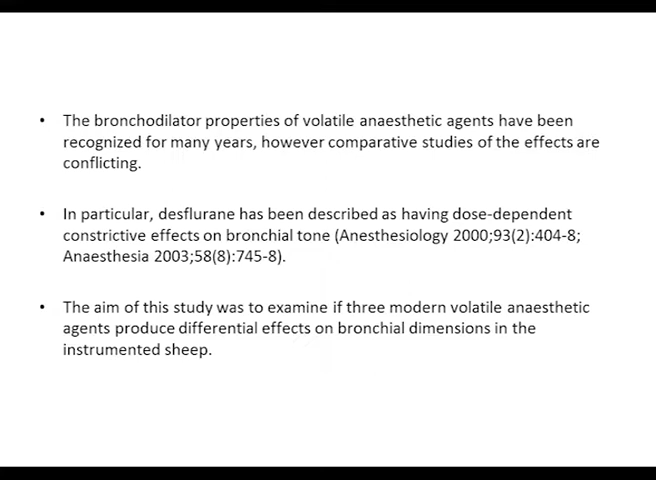 • The bronchodilator properties of volatile anaesthetic agents have been
recognized for many years, however comparative studies of the effects are
conflicting.
• In particular, desflurane has been described as having dose-dependent
constrictive effects on bronchial tone (Anesthesiology 2000;93(2):404-8;
Anaesthesia 2003;58(8):745-8).
• The aim of this study was to examine if three modern volatile anaesthetic
agents produce differential effects on bronchial dimensions in the
instrumented sheep.